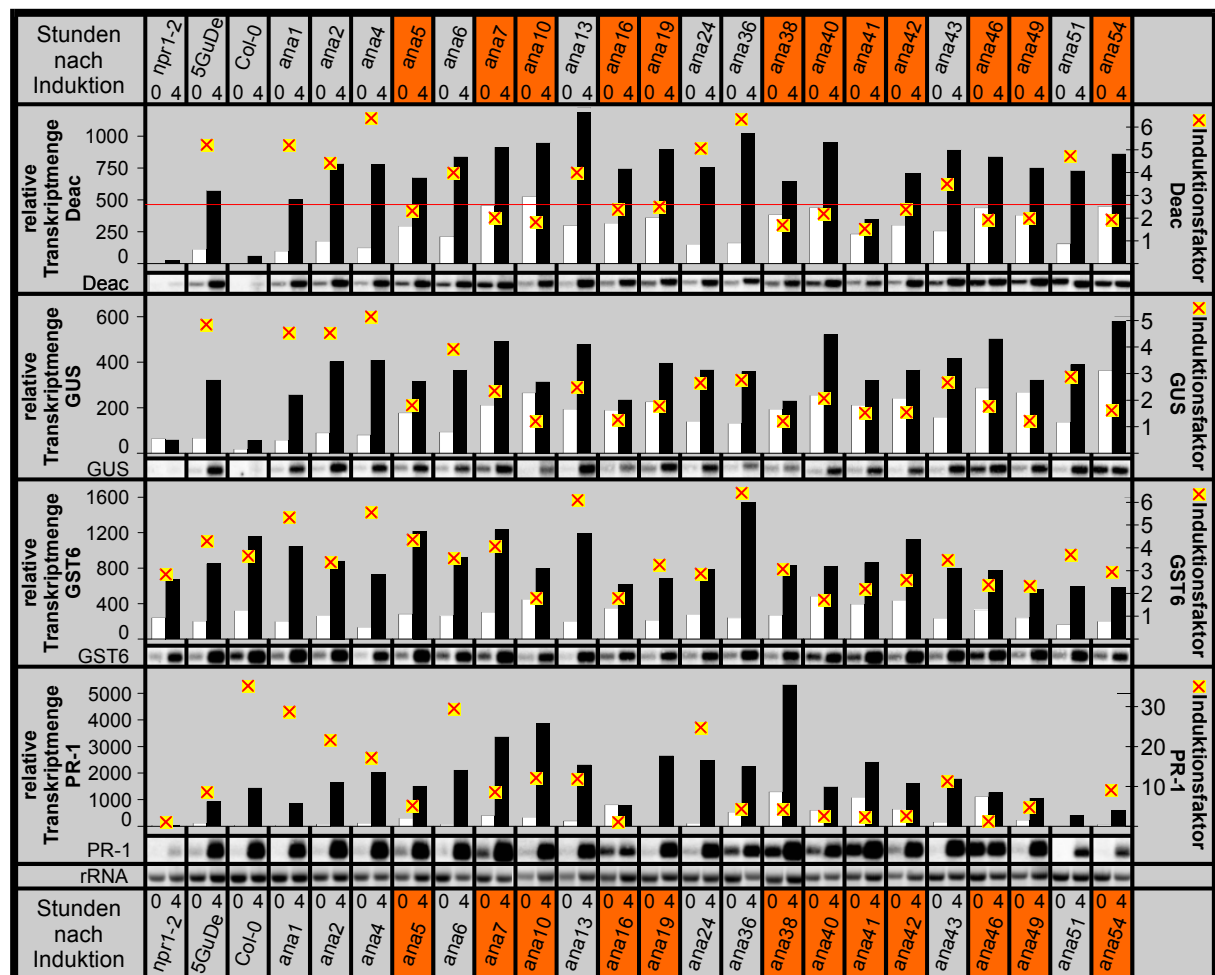 Stunden
nach
Induktion
npr1-2 5GuDe Col-0 ana1 ana2 ana4 ana5 ana6 ana7 ana10 ana13 ana16 ana19 ana24 ana36 ana38 ana40 ana41 ana42 ana43 ana46 ana49 ana51 ana54
0 4 0 4 0 4 0 4 0 4 0 4 0 4 0 4 0 4 0 4 0 4 0 4 0 4 0 4 0 4 0 4 0 4 0 4 0 4 0 4 0 4 0 4 0 4 0 4
relative
Transkriptmenge
Deac
1000
750
500
250
0
6
5
4
3
2
1
Induktionsfaktor
Deac
Deac
relative
Transkriptmenge
GUS
600
400
200
0
5
4
3
2
1
Induktionsfaktor
GUS
GUS
relative
Transkriptmenge
GST6
1600
1200
800
400
0
6
5
4
3
2
1
Induktionsfaktor
GST6
GST6
relative
Transkriptmenge
PR-1
5000
4000
3000
2000
1000
0
30
20
10
Induktionsfaktor
PR-1
PR-1
rRNA
Stunden
nach
Induktion
0 4 0 4 0 4 0 4 0 4 0 4 0 4 0 4 0 4 0 4 0 4 0 4 0 4 0 4 0 4 0 4 0 4 0 4 0 4 0 4 0 4 0 4 0 4 0 4
npr1-2 5GuDe Col-0 ana1 ana2 ana4 ana5 ana6 ana7 ana10 ana13 ana16 ana19 ana24 ana36 ana38 ana40 ana41 ana42 ana43 ana46 ana49 ana51 ana54